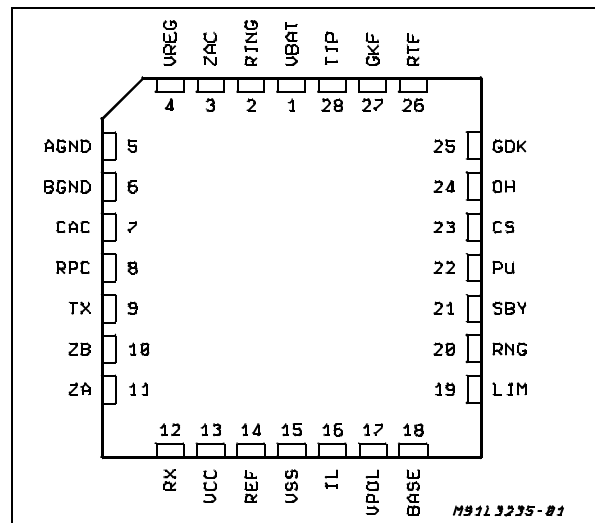 VREG ZAC RING VBAT TIP GKF RTF
4 3 2 1 28 27 26
AGND 5 25 GDK
BGND 6 24 OH
CAC 7 23 CS
RPC 8 22 PU
TX 9 21 SBY
ZB 10 20 RNG
ZA 11 19 LIM
12 13 14 15 16 17 18
RX VCC REF VSS IL VPOL BASE
M91L3235-01